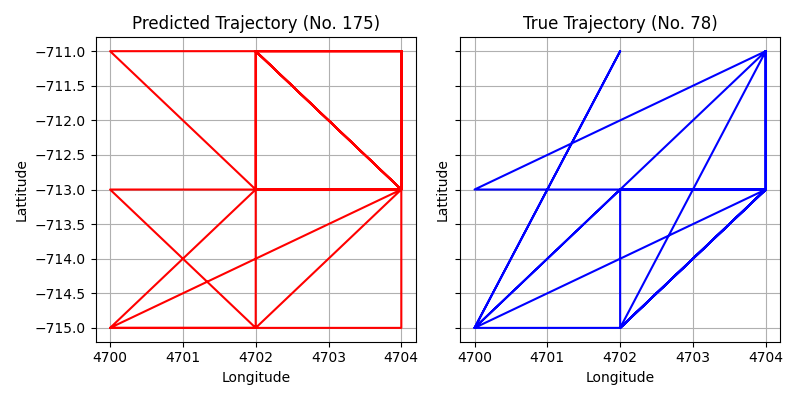 Predicted Trajectory (No. 175)
True Trajectory (No. 78)
−711.0
−711.5
−712.0
−712.5
−713.0
−713.5
−714.0
−714.5
−715.0
Lattitude
Lattitude
4700 4701 4702 4703 4704
4700 4701 4702 4703 4704
Longitude
Longitude